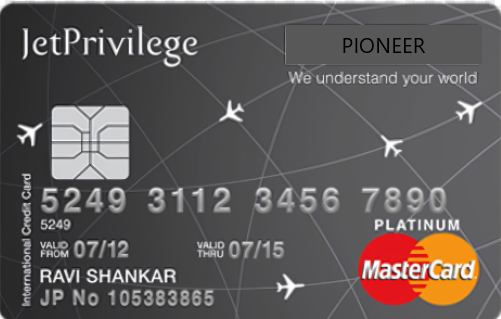 JetPrivilege
PIONEER
We understand your world
International Credit Card
5249 3112 3456 7890
5249
PLATINUM
VALID FROM 07/12 VALID THRU 07/15
RAVI SHANKAR
JP No 105383865
MasterCard